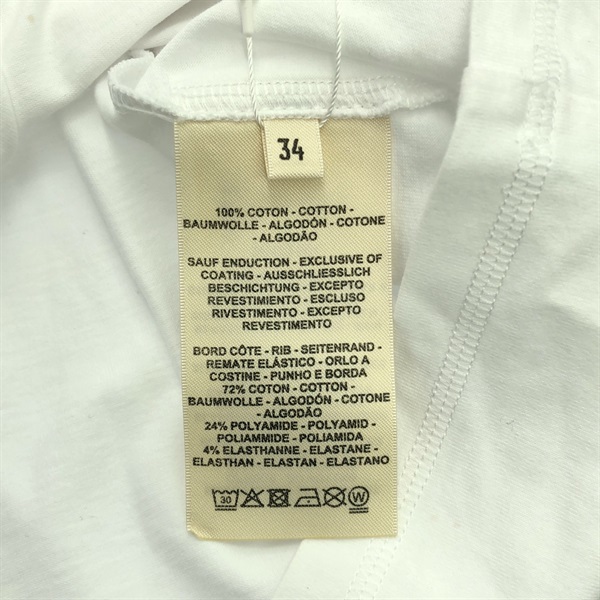 34
100% COTON - COTTON -
BAUMWOLLE - ALGODÓN - COTONE
- ALGODÃO
SAUF ENDUCTION - EXCLUSIVE OF
COATING - AUSSCHLIESSLICH
BESCHICHTUNG - EXCEPTO
REVESTIMIENTO - ESCLUSO
RIVESTIMENTO - EXCEPTO
REVESTIMENTO
BORD CÔTE - RIB - SEITENRAND -
REMATE ELÁSTICO - ORLO A
COSTINE - PUNHO E BORDA
72% COTON - COTTON -
BAUMWOLLE - ALGODÓN - COTONE
- ALGODÃO
24% POLYAMIDE - POLYAMID -
POLIAMMIDE - POLIAMIDA
4% ELASTHANNE - ELASTANE -
ELASTHAN - ELASTAN - ELASTANO
30 W